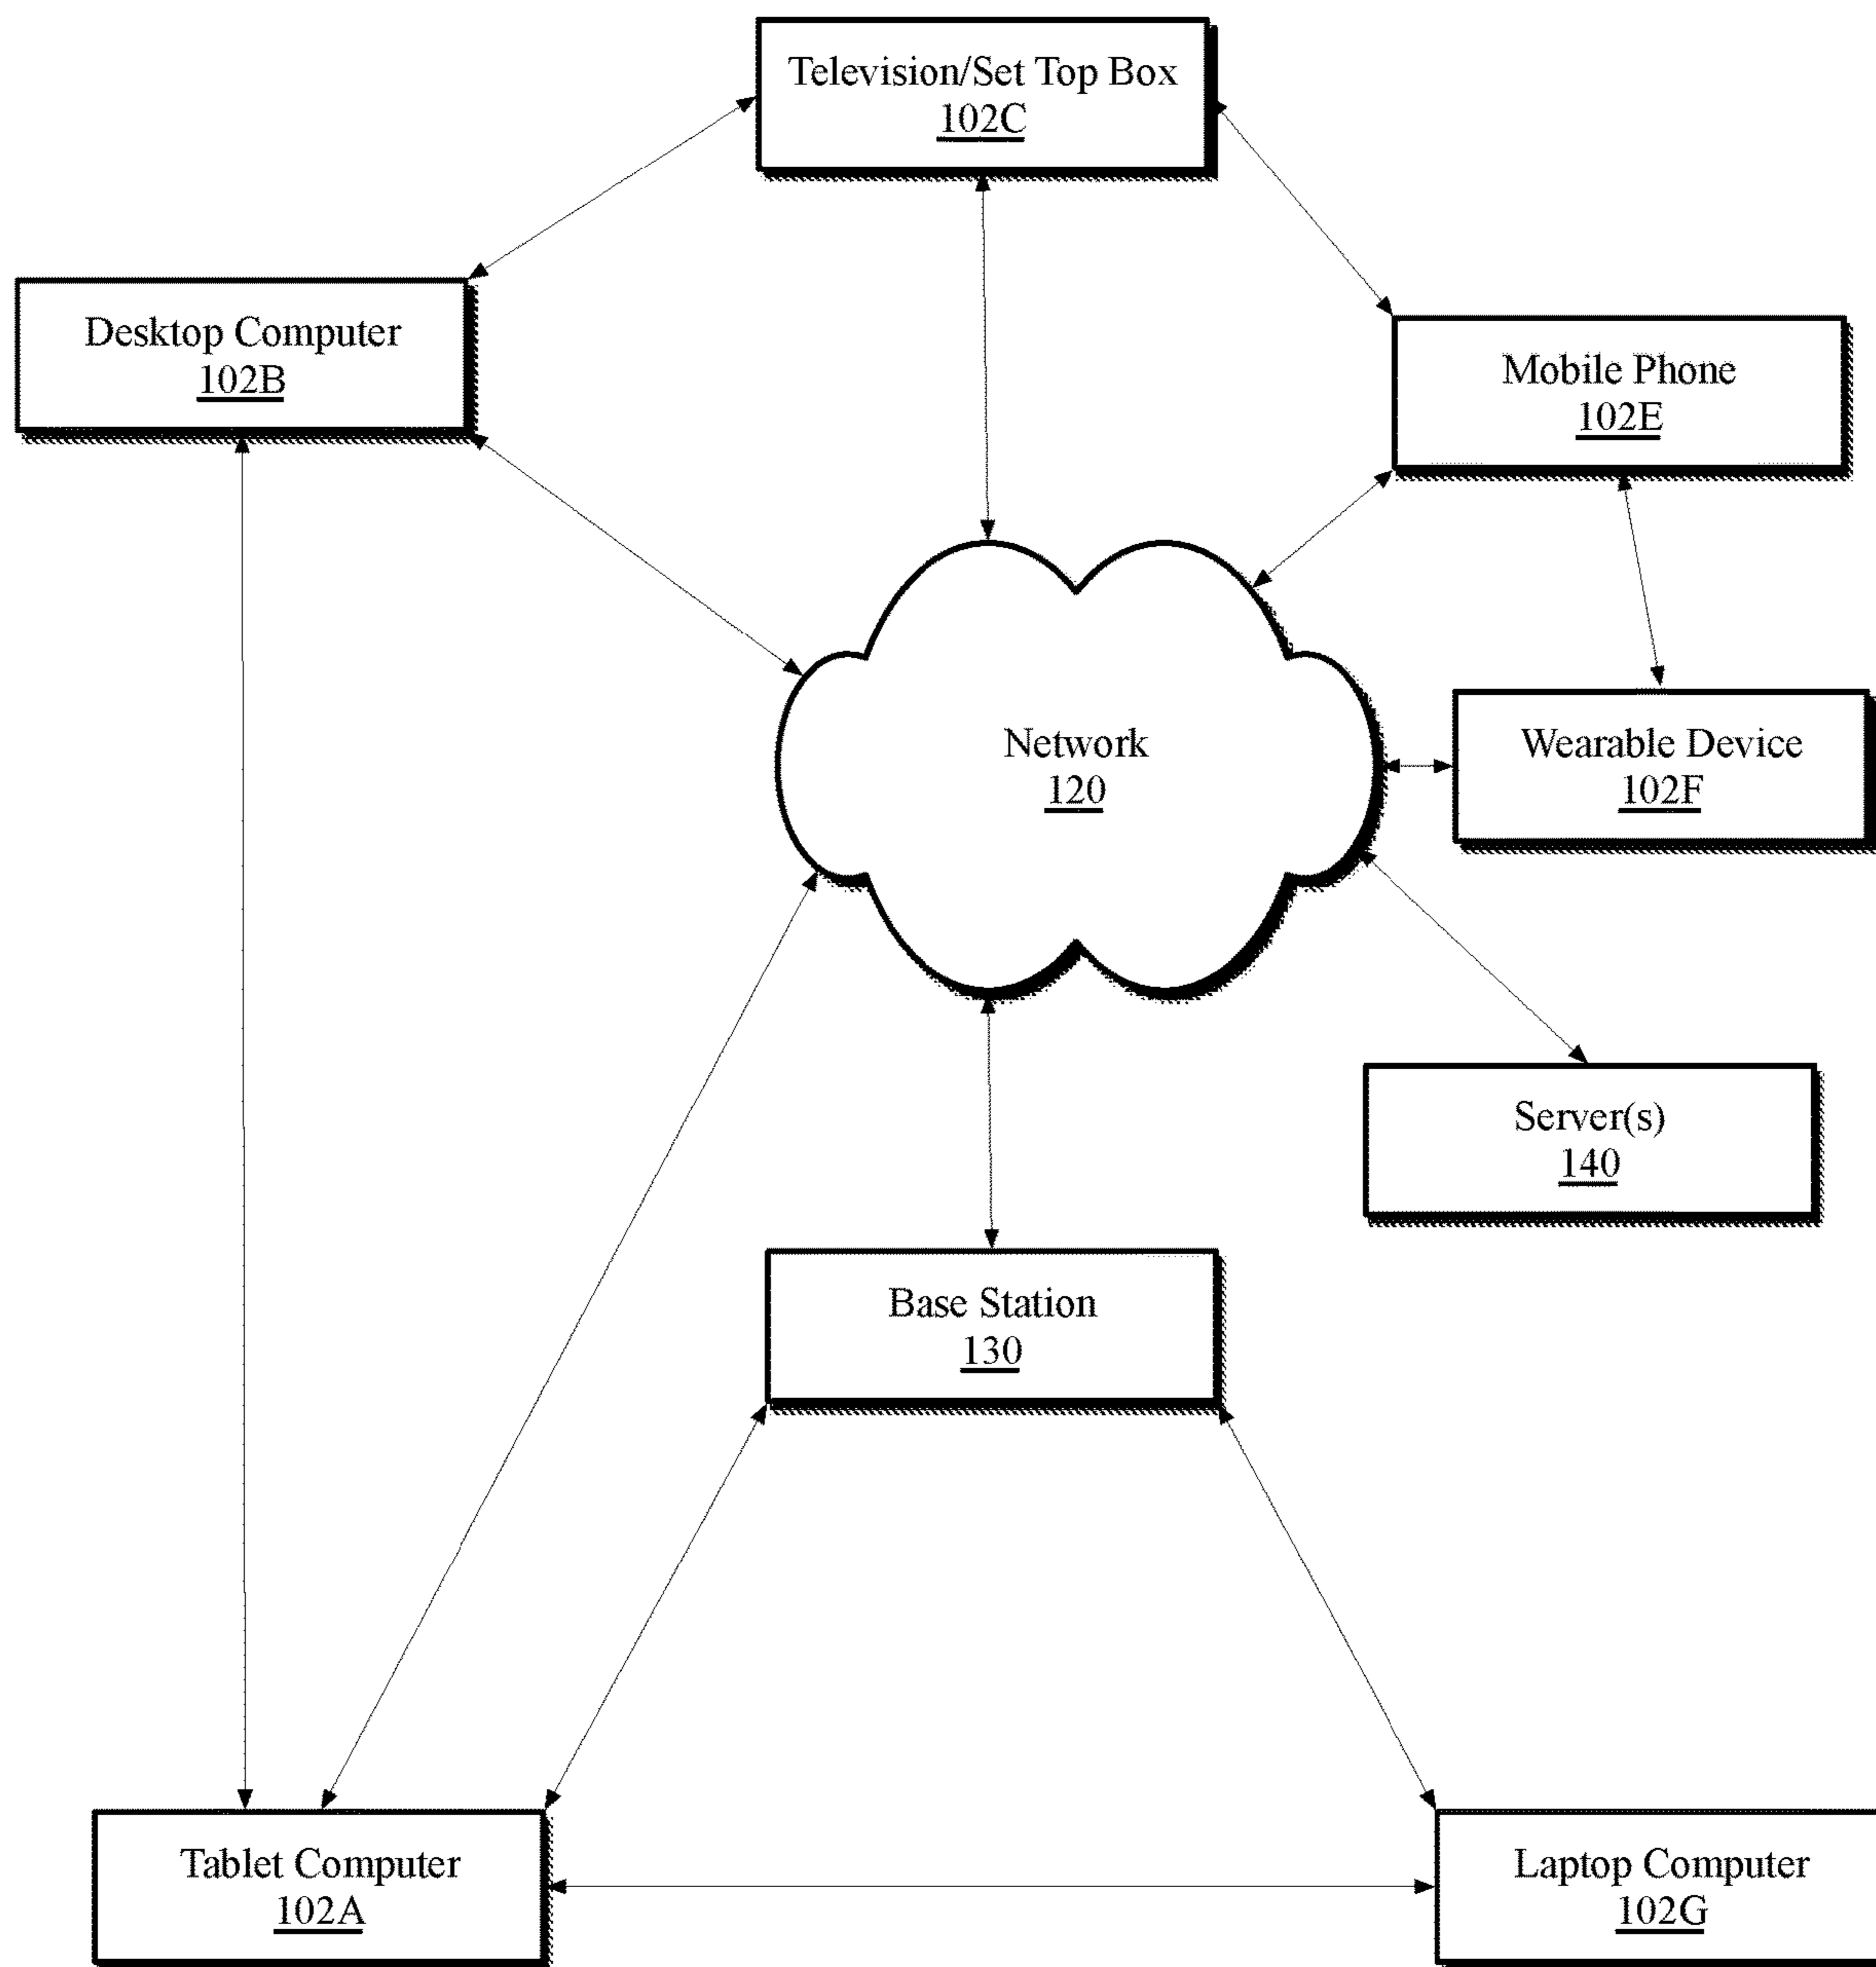 Television/Set Top Box
102C
Desktop Computer
102B
Mobile Phone
102E
Network
120
Wearable Device
102F
Server(s)
140
Base Station
130
Tablet Computer
102A
Laptop Computer
102G